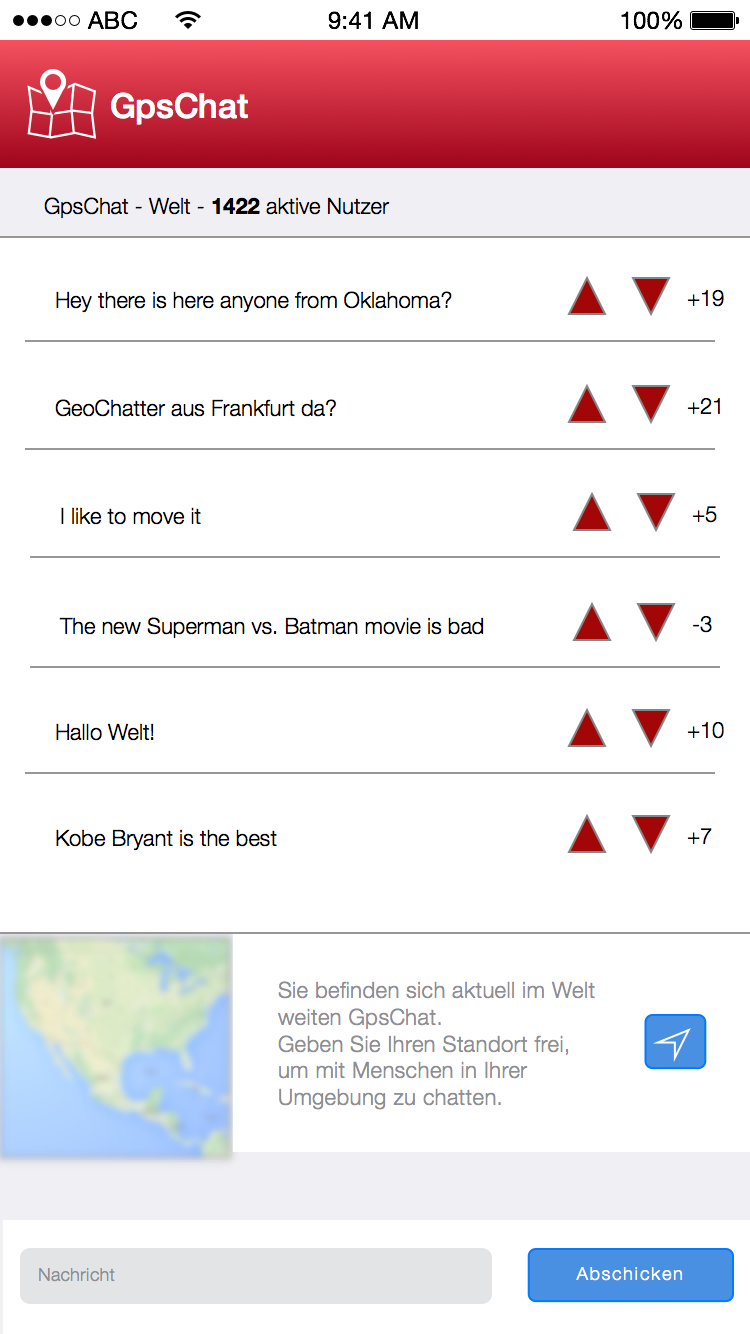 ABC 9:41 AM 100%
GpsChat
GpsChat - Welt - 1422 aktive Nutzer
Hey there is here anyone from Oklahoma? +19
GeoChatter aus Frankfurt da? +21
I like to move it +5
The new Superman vs. Batman movie is bad -3
Hallo Welt! +10
Kobe Bryant is the best +7
Sie befinden sich aktuell im Welt
weiten GpsChat.
Geben Sie Ihren Standort frei,
um mit Menschen in Ihrer
Umgebung zu chatten.
Nachricht Abschicken